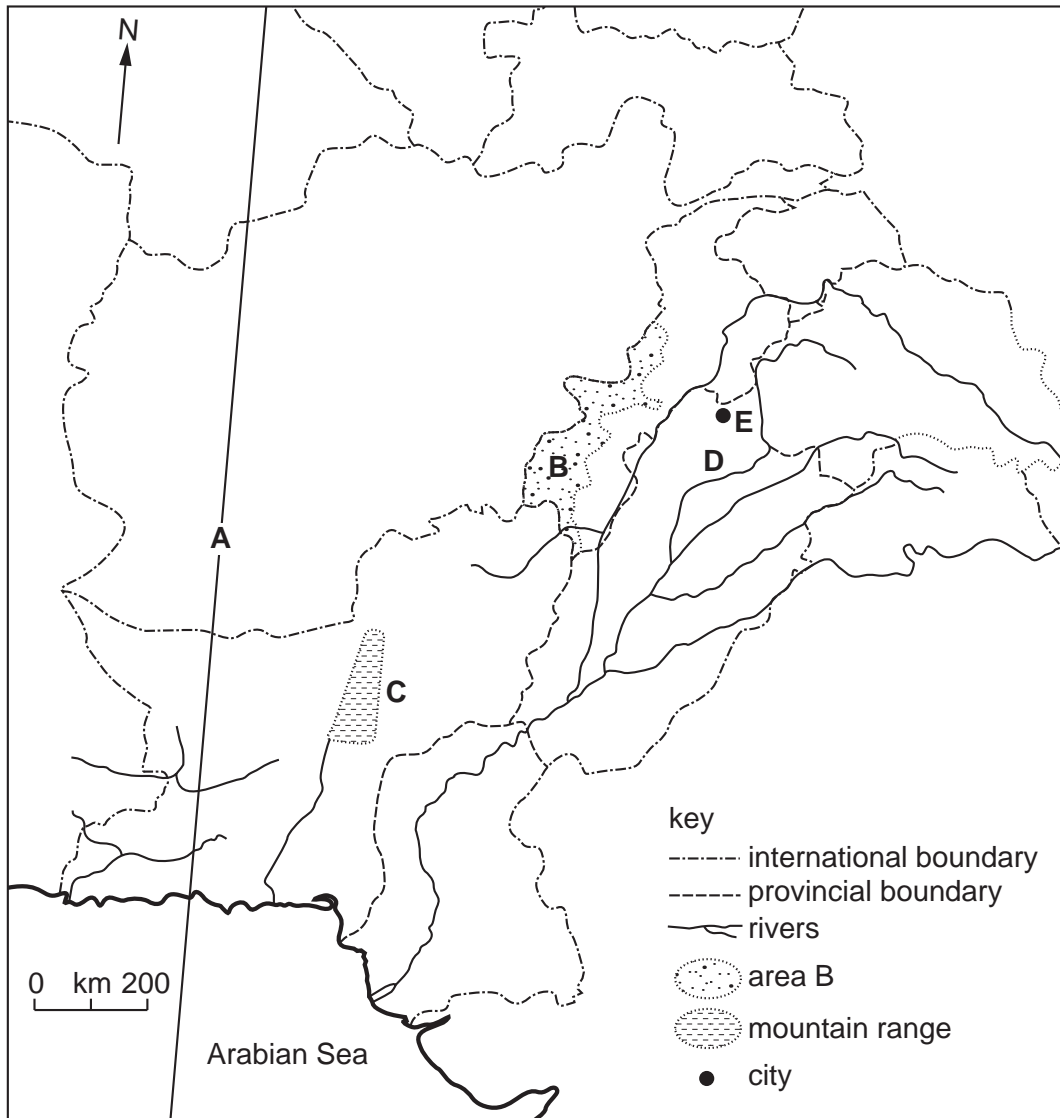 N
E
D
B
A
C
key
international boundary
provincial boundary
rivers
0 km 200
area B
mountain range
Arabian Sea
city